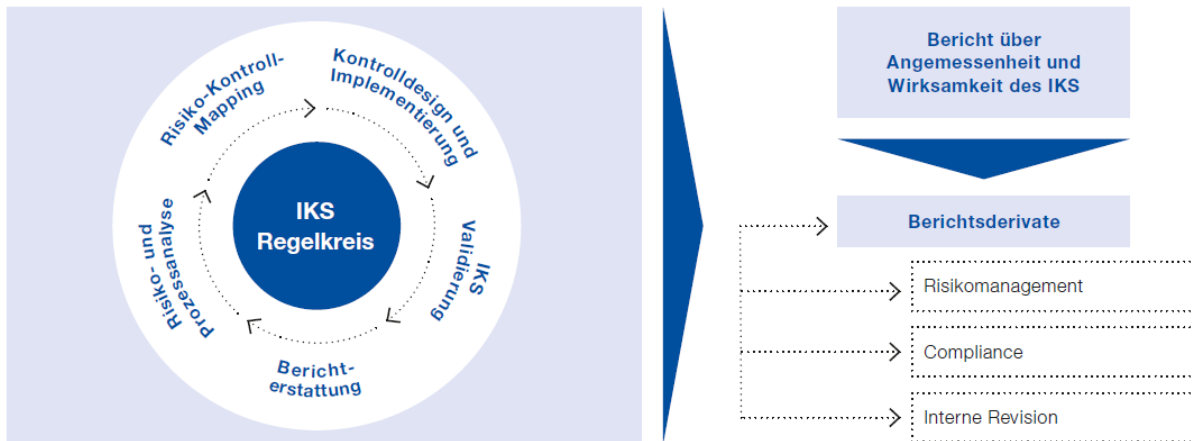 Risiko-Kontroll-
Mapping
Kontrolldesign und
Implementierung
IKS
Validierung
Bericht-
erstattung
Risiko- und
Prozessanalyse
IKS
Regelkreis
Bericht über
Angemessenheit und
Wirksamkeit des IKS
Berichtsderivate
Risikomanagement
Compliance
Interne Revision